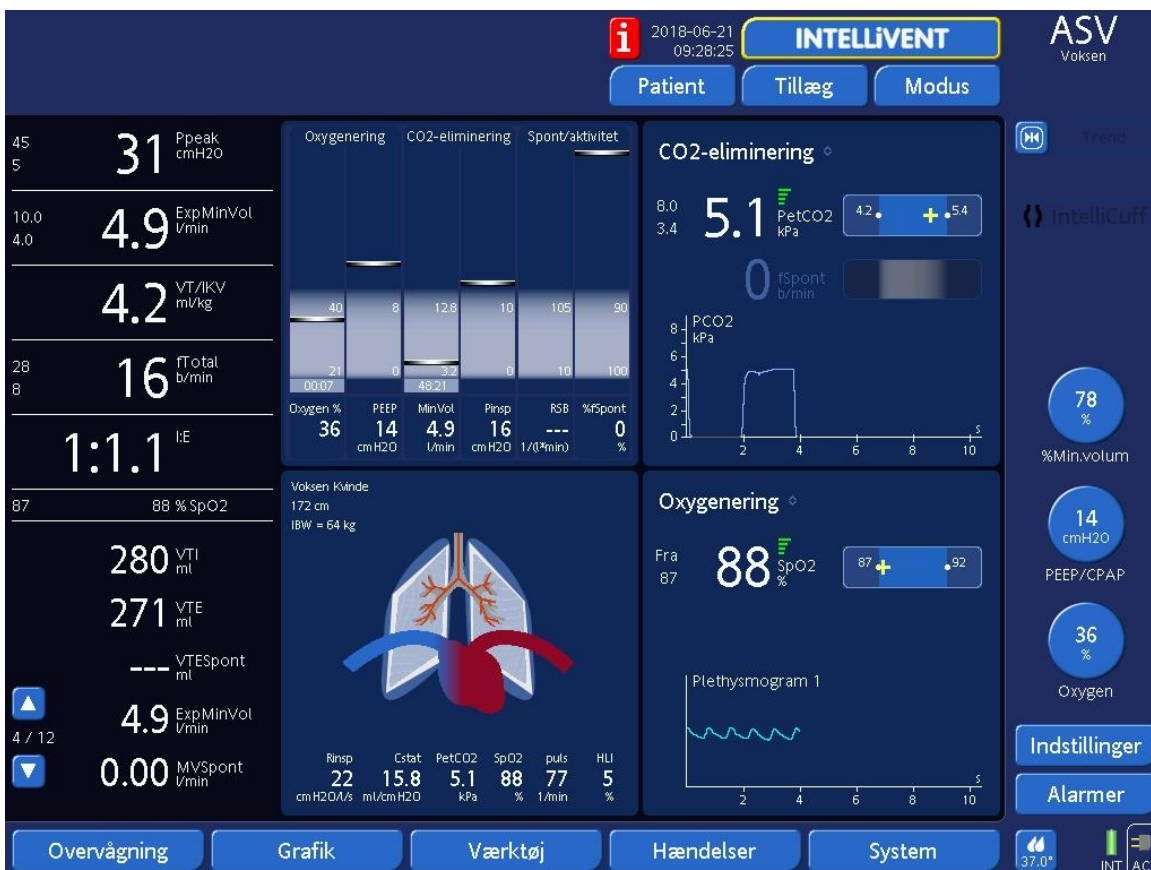 i
2018-06-21
09:28:25
INTELLiVENT
ASV
Voksen
Patient
Tillæg
Modus
45
5
31
Ppeak
cmH2O
10.0
4.0
4.9
ExpMinVol
l/min
4.2
VT/IKV
ml/kg
28
8
16
fTotal
b/min
1:1.1
I:E
87
88 % SpO2
280
VTI
ml
271
VTE
ml
---
VTESpont
ml
4 / 12
4.9
ExpMinVol
l/min
0.00
MVSpont
l/min
Oxygenering CO2-eliminering Spont/aktivitet
40 8 12.8 10 105 90
21 0 3.2 0 10 100
00:07 48:21
Oxygen % PEEP MinVol Pinsp RSB %fSpont
36 14 4.9 16 --- 0
cmH2O l/min cmH2O 1/(l*min) %
Voksen Kvinde
172 cm
IBW = 64 kg
Rinsp Cstat PetCO2 SpO2 puls HLI
22 15.8 5.1 88 77 5
cmH2O/l/s ml/cmH2O kPa % 1/min %
CO2-eliminering
8.0
3.4
5.1
PetCO2
kPa
4.2 5.4
0
fSpont
b/min
PCO2
kPa
8
6
4
2
0
s
2 4 6 8 10
Oxygenering
Fra
87
88
SpO2
%
87 92
Plethysmogram 1
s
2 4 6 8 10
Trend
IntelliCuff
78
%
%Min.volum
14
cmH2O
PEEP/CPAP
36
%
Oxygen
Indstillinger
Alarmer
Overvågning
Grafik
Værktøj
Hændelser
System
37.0°
INT AC